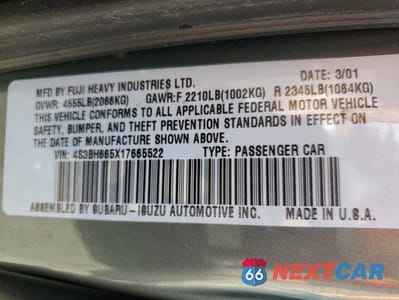 MFD BY FUJI HEAVY INDUSTRIES LTD. DATE 3/01
GVWR: 4555LB(2066KG) GAWR:F 2210LB(1002KG) R 2345LB(1064KG)
THIS VEHICLE CONFORMS TO ALL APPLICABLE FEDERAL MOTOR VEHICLE
SAFETY, BUMPER, AND THEFT PREVENTION STANDARDS IN EFFECT ON
THE DATE OF MANUFACTURE SHOWN ABOVE.
VIN: 4S3BH665X17665522 TYPE: PASSENGER CAR
ASSEMBLED BY SUBARU-ISUZU AUTOMOTIVE INC. MADE IN U.S.A.
66 NEXTCAR